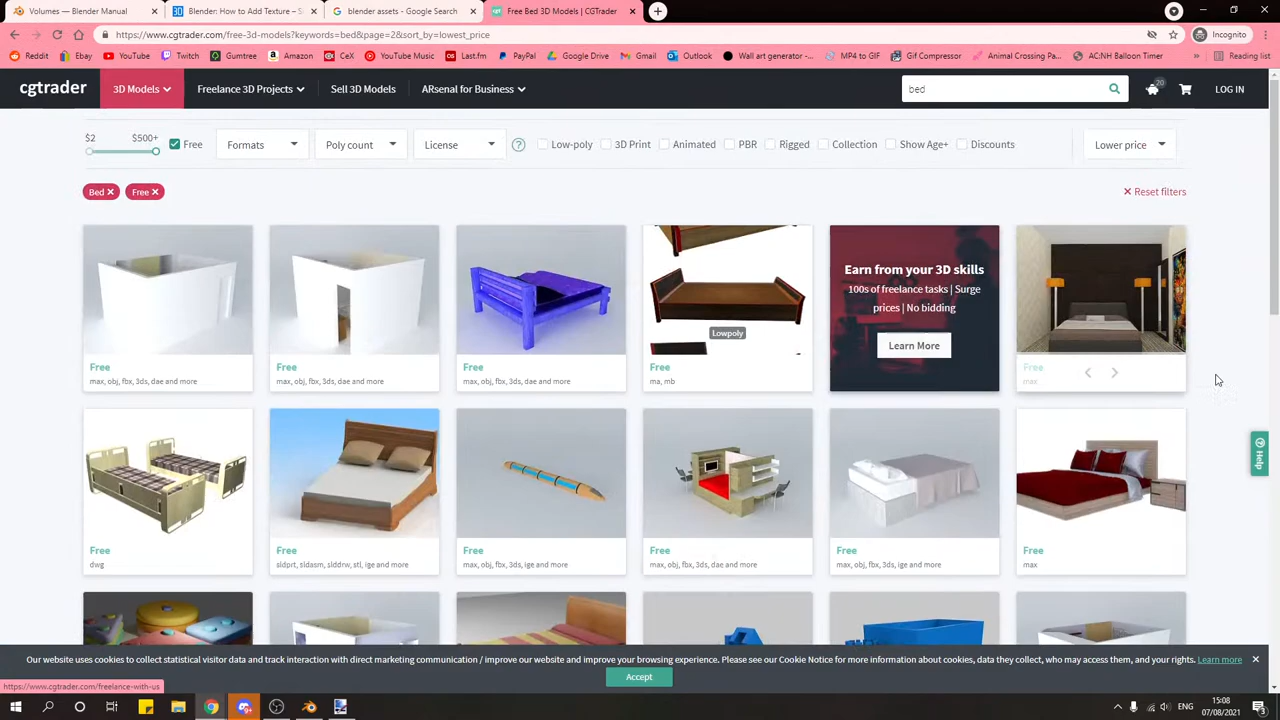 Volumes — Blender Manual
Blender: How to Add Texture – S
blender assets - Google Search
Free Bed 3D Models | CGTrader
https://www.cgtrader.com/free-3d-models?keywords=bed&page=2&sort_by=lowest_price
Incognito
Reddit
Ebay
YouTube
Twitch
Gumtree
Amazon
CeX
YouTube Music
Last.fm
PayPal
Google Drive
Outlook
Wall art generator -...
MP4 to GIF
Gif Compressor
Animal Crossing Pa...
AC:NH Balloon Timer
Reading list
cgtrader
3D Models
Freelance 3D Projects
Sell 3D Models
ARsenal for Business
bed
20
LOG IN
$2
$500+
Free
Formats
Poly count
License
?
Low-poly
3D Print
Animated
PBR
Rigged
Collection
Show Age+
Discounts
Lower price
Bed
Free
Reset filters
Lowpoly
Earn from your 3D skills
100s of freelance tasks | Surge
prices | No bidding
Learn More
Free
max, obj, fbx, 3ds, dae and more
Free
max, obj, fbx, 3ds, dae and more
Free
max, obj, fbx, 3ds, dae and more
Free
ma, mb
Free
max
Help
Free
dwg
Free
sldprt, sldasm, slddrw, stl, ige and more
Free
max, obj, fbx, 3ds, ige and more
Free
max, obj, fbx, 3ds, dae and more
Free
max, obj, fbx, 3ds, ige and more
Free
max
Our website uses cookies to collect statistical visitor data and track interaction with direct marketing communication / improve our website and improve your browsing experience. Please see our Cookie Notice for more information about cookies, data they collect, who may access them, and your rights. Learn more
Accept
https://www.cgtrader.com/freelance-with-us
ENG
15:08
07/08/2021
3